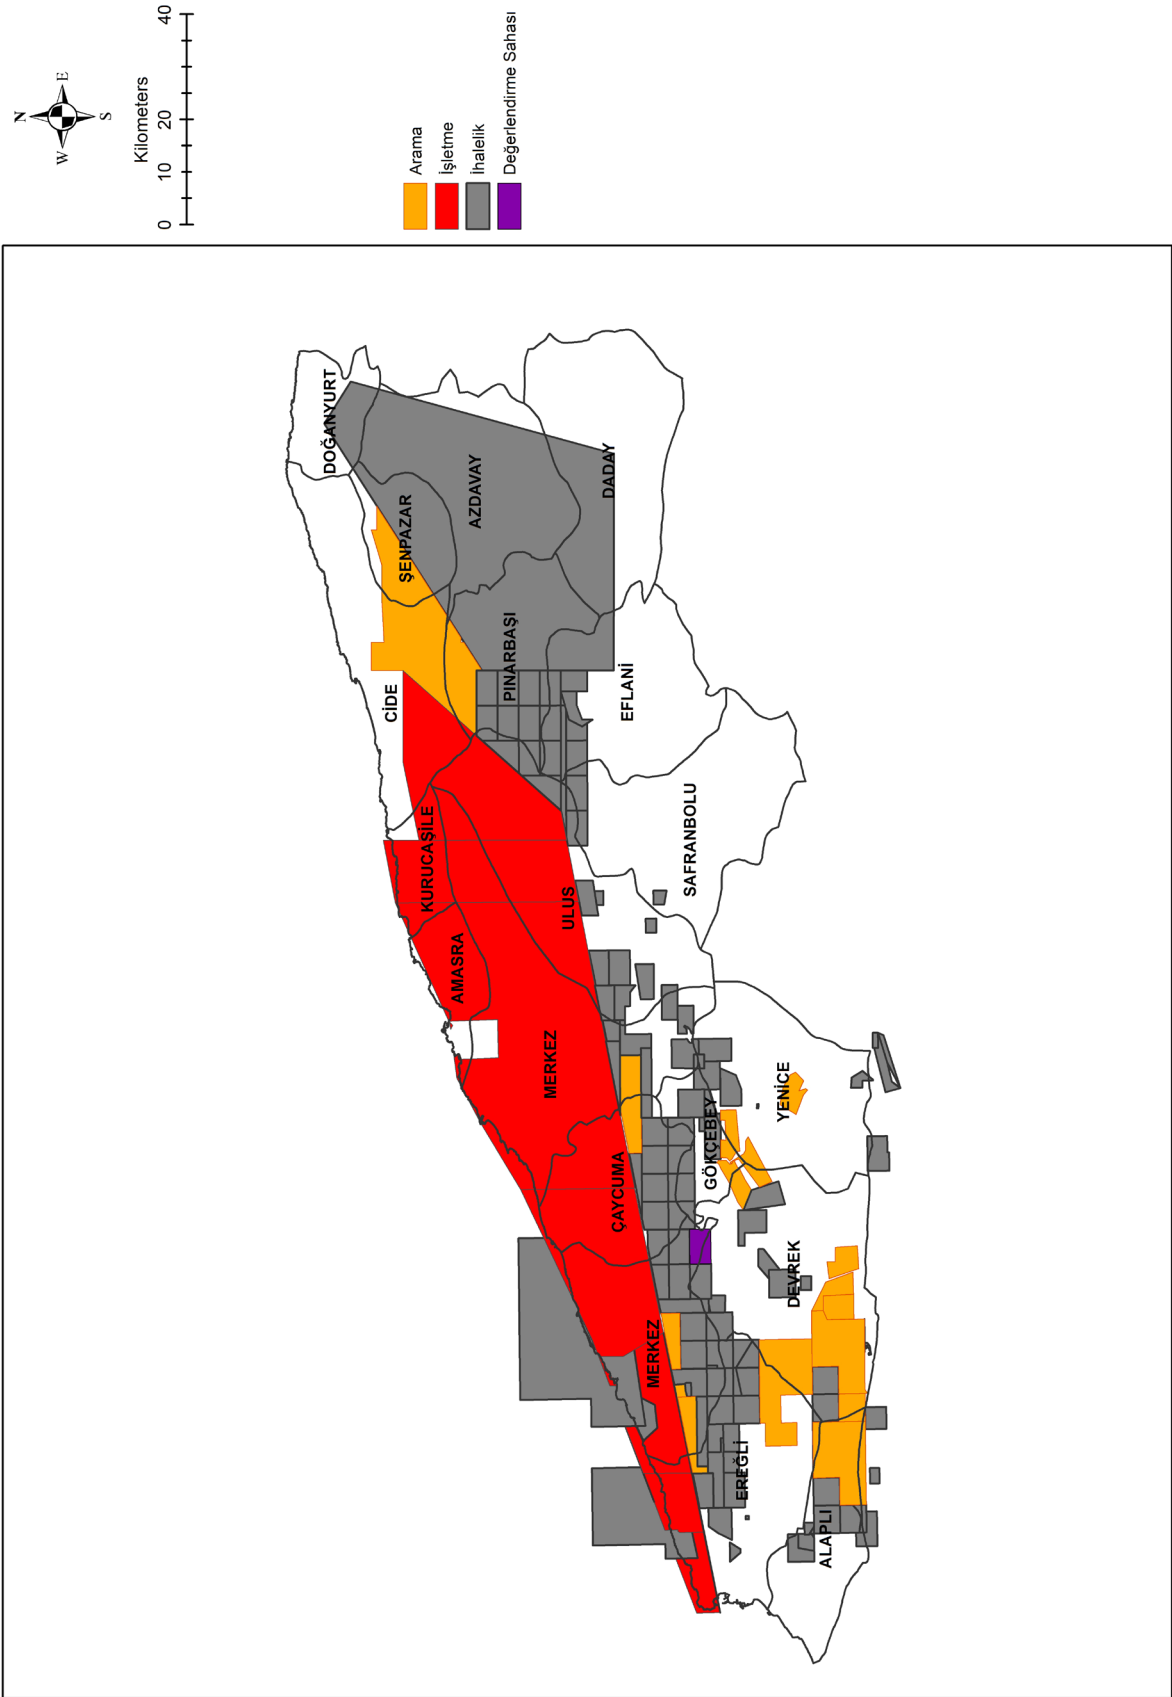 N
W E
S
Kilometers
0 10 20 40
Arama
İşletme
İhalelik
Değerlendirme Sahası
DOĞANYURT
ŞENPAZAR
AZDAVAY
DADAY
CİDE
PINARBAŞI
EFLANİ
KURUCAŞİLE
AMASRA
ULUS
SAFRANBOLU
MERKEZ
ÇAYCUMA
GÖKÇEBEY
YENİCE
MERKEZ
DEVREK
EREĞLİ
ALAPLI